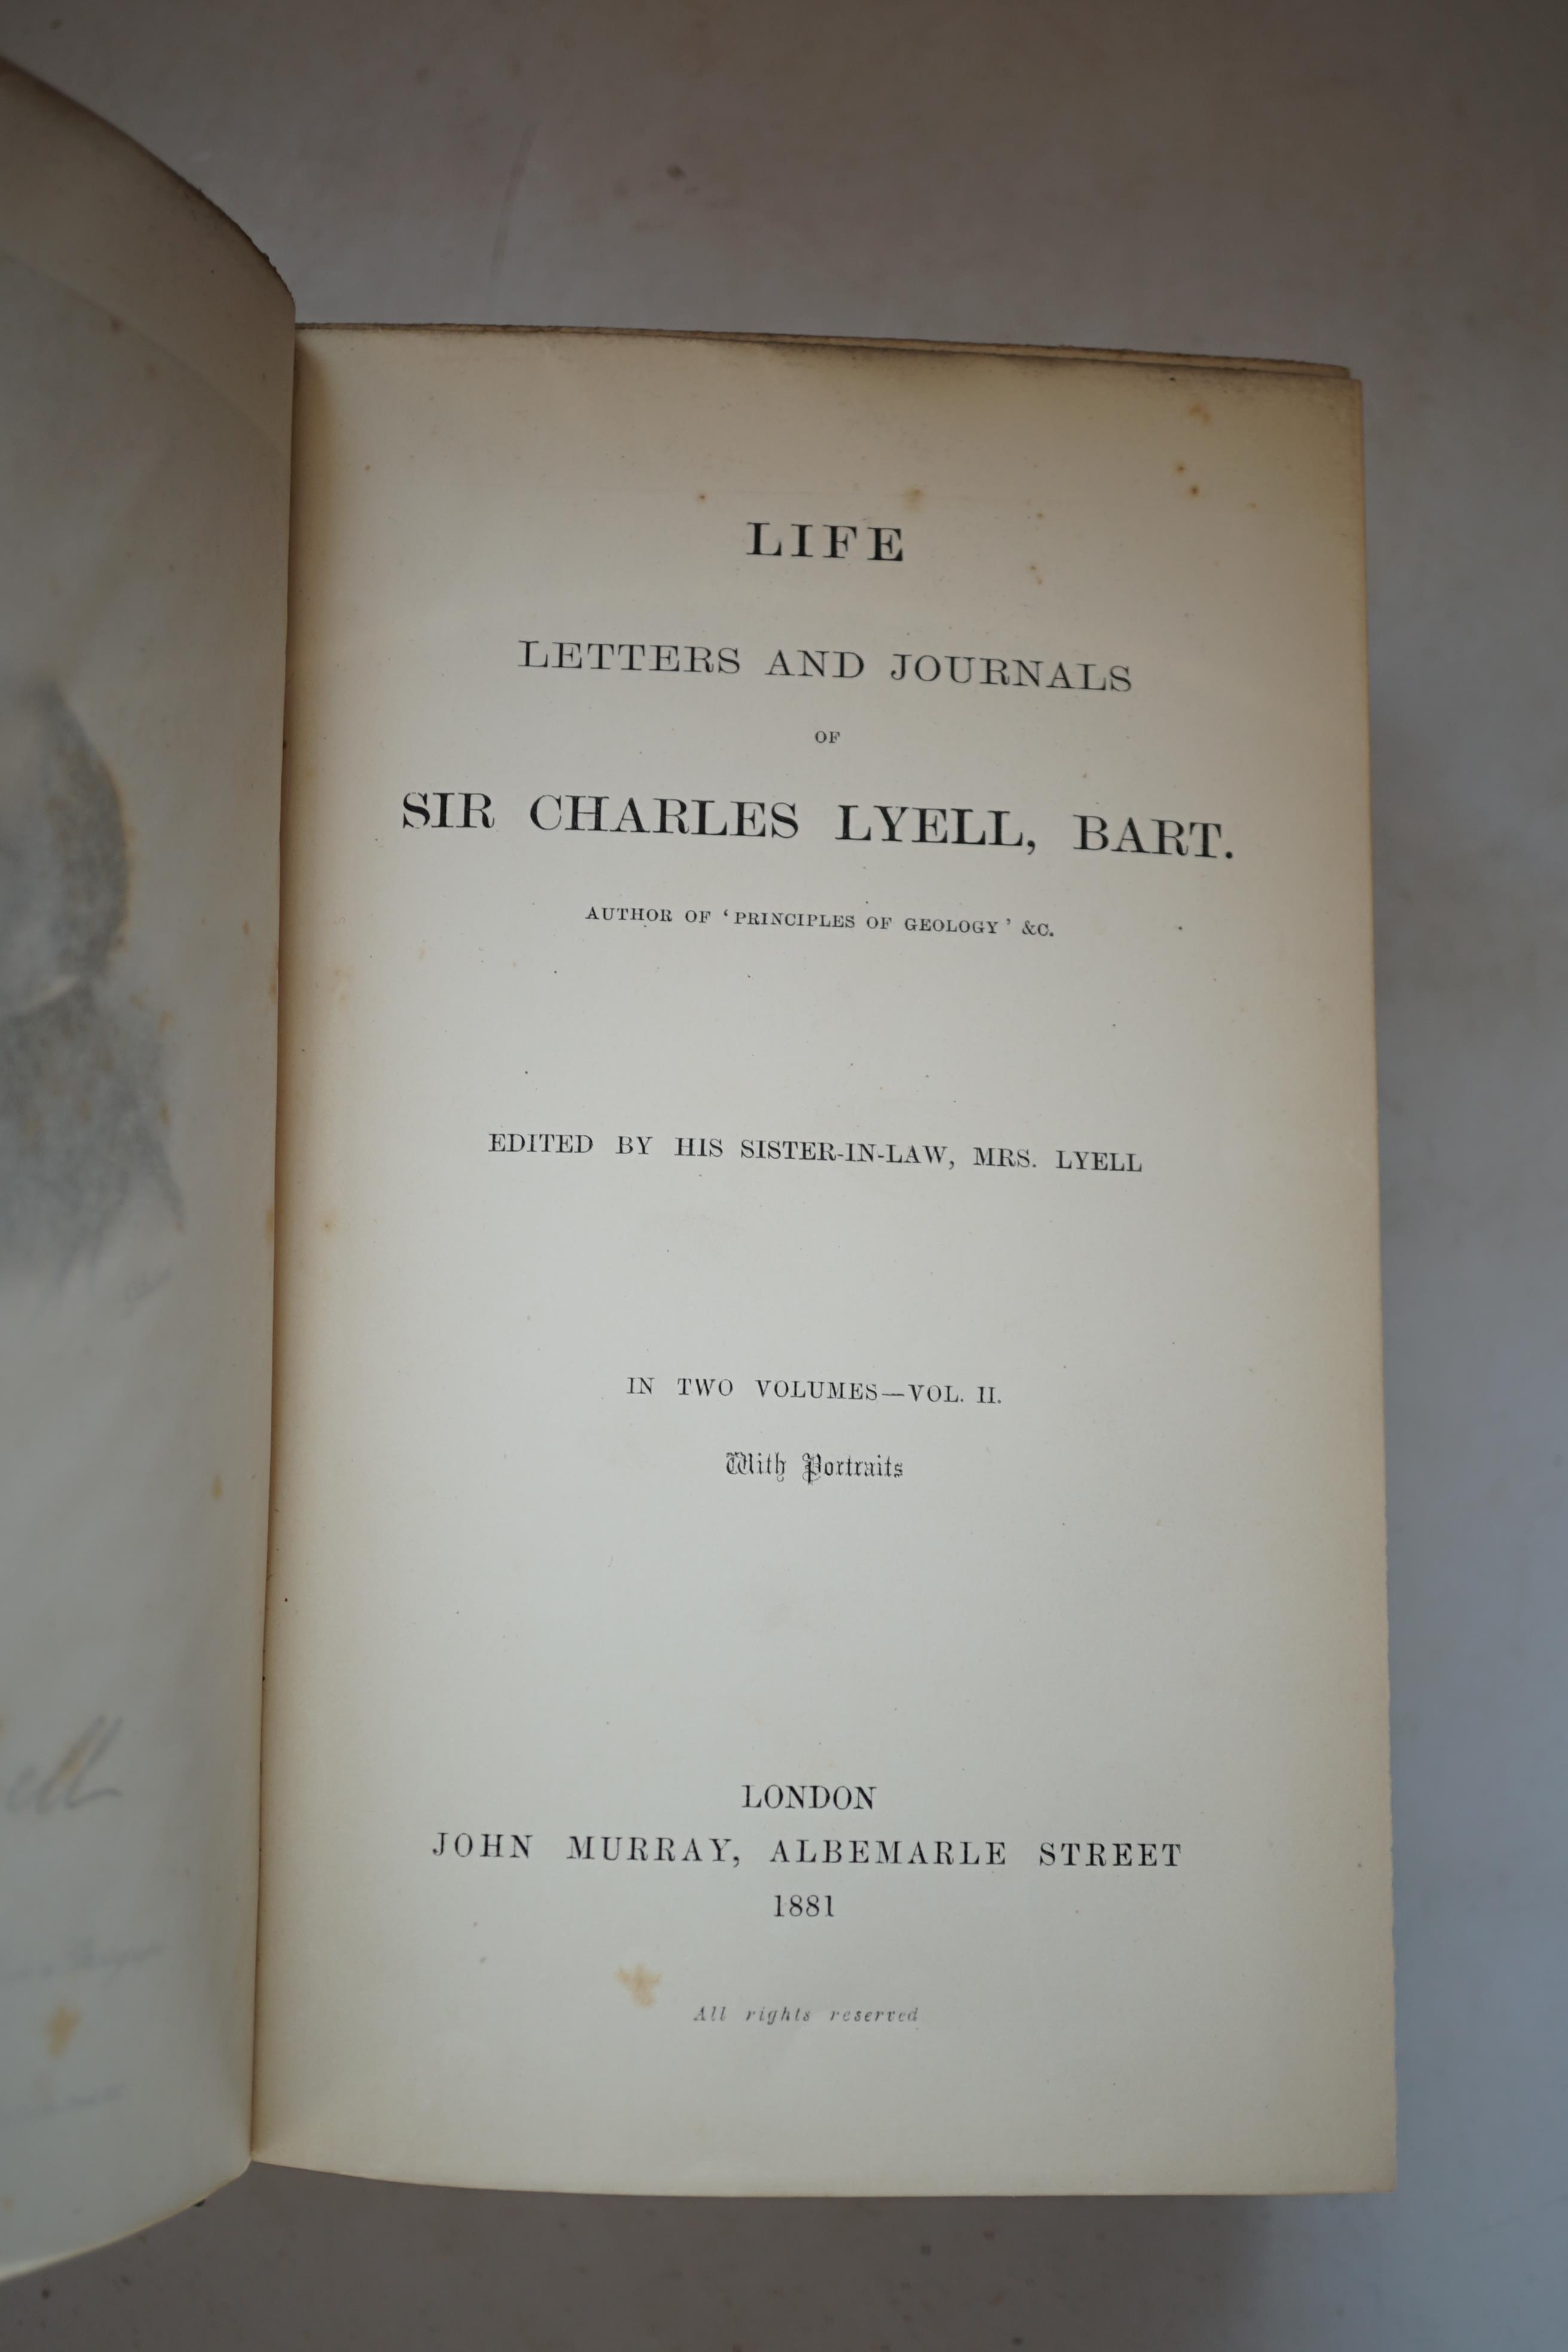 LIFE
LETTERS AND JOURNALS
OF
SIR CHARLES LYELL, BART.
AUTHOR OF ‘PRINCIPLES OF GEOLOGY’ &C.
EDITED BY HIS SISTER-IN-LAW, MRS. LYELL
IN TWO VOLUMES—VOL. II.
With Portraits
LONDON
JOHN MURRAY, ALBEMARLE STREET
1881
All rights reserved